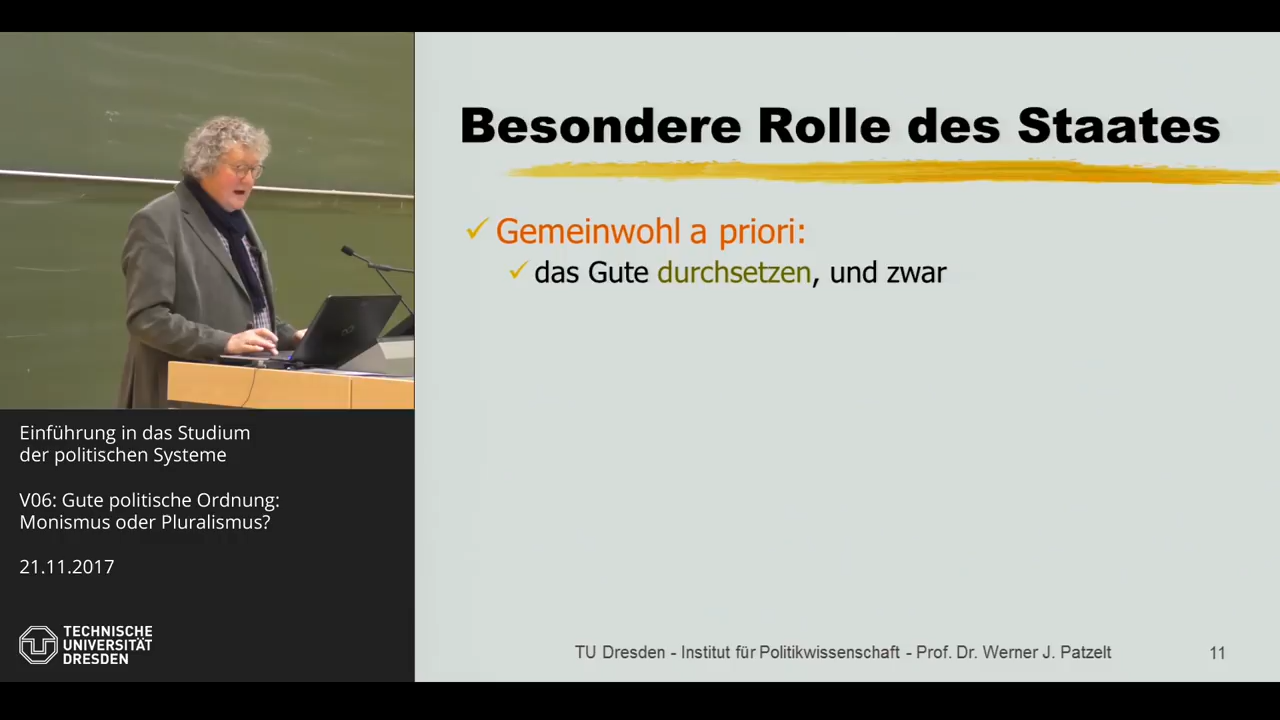 Besondere Rolle des Staates
Gemeinwohl a priori:
das Gute durchsetzen, und zwar
Einführung in das Studium
der politischen Systeme
V06: Gute politische Ordnung:
Monismus oder Pluralismus?
21.11.2017
TECHNISCHE
UNIVERSITÄT
DRESDEN
TU Dresden - Institut für Politikwissenschaft - Prof. Dr. Werner J. Patzelt
11